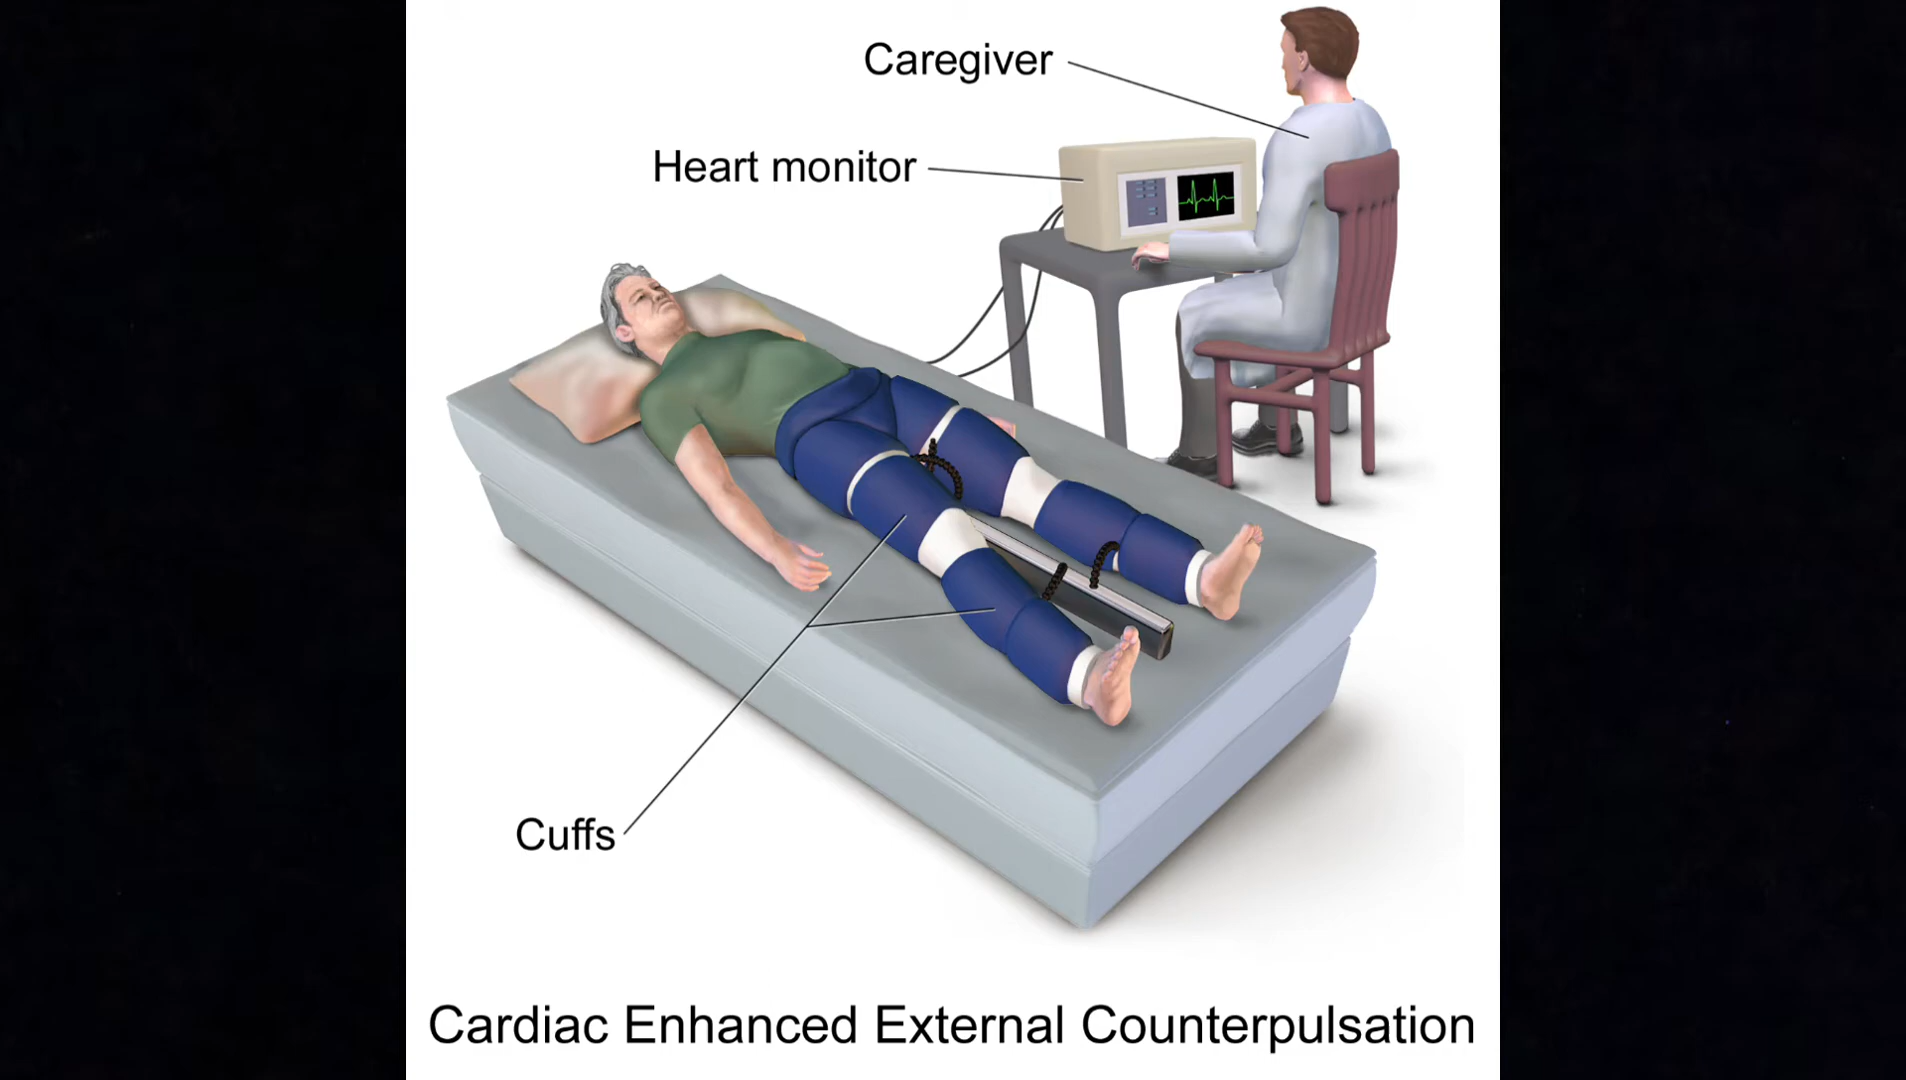 Caregiver
Heart monitor
Cuffs
Cardiac Enhanced External Counterpulsation